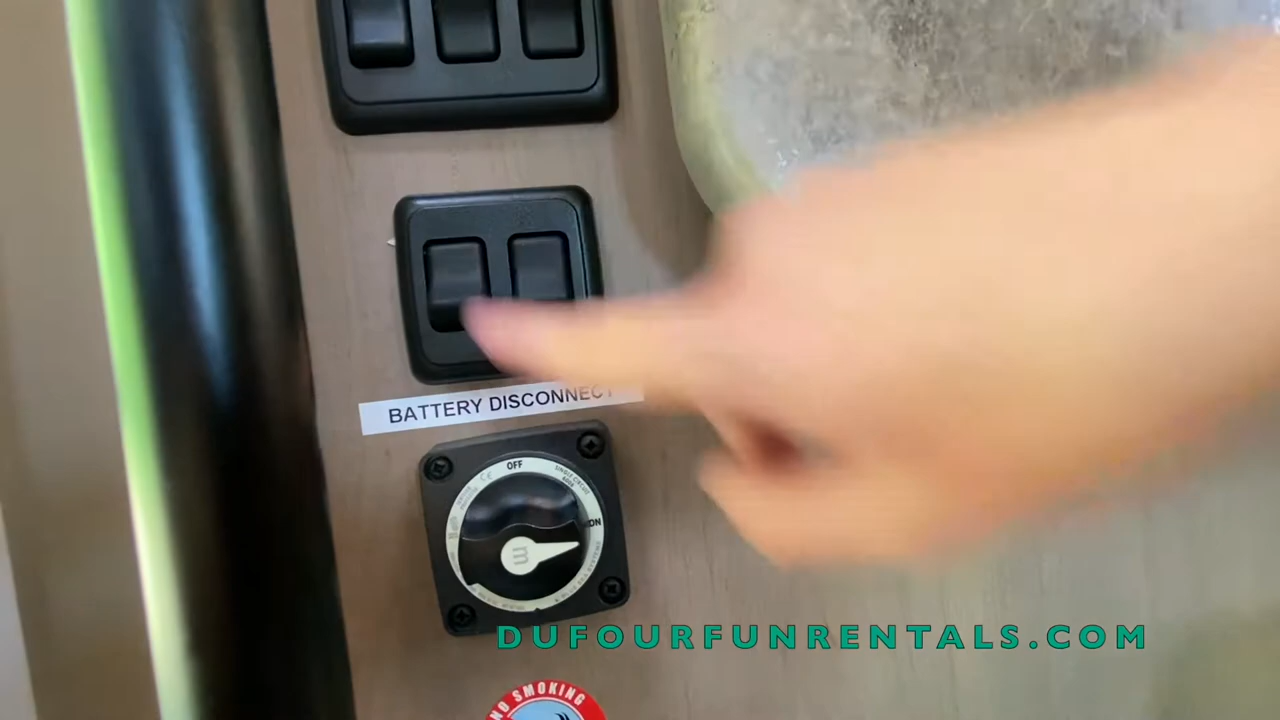 BATTERY DISCONNECT
OFF
ON
m
DUFOURFUNRENTALS.COM
NO SMOKING